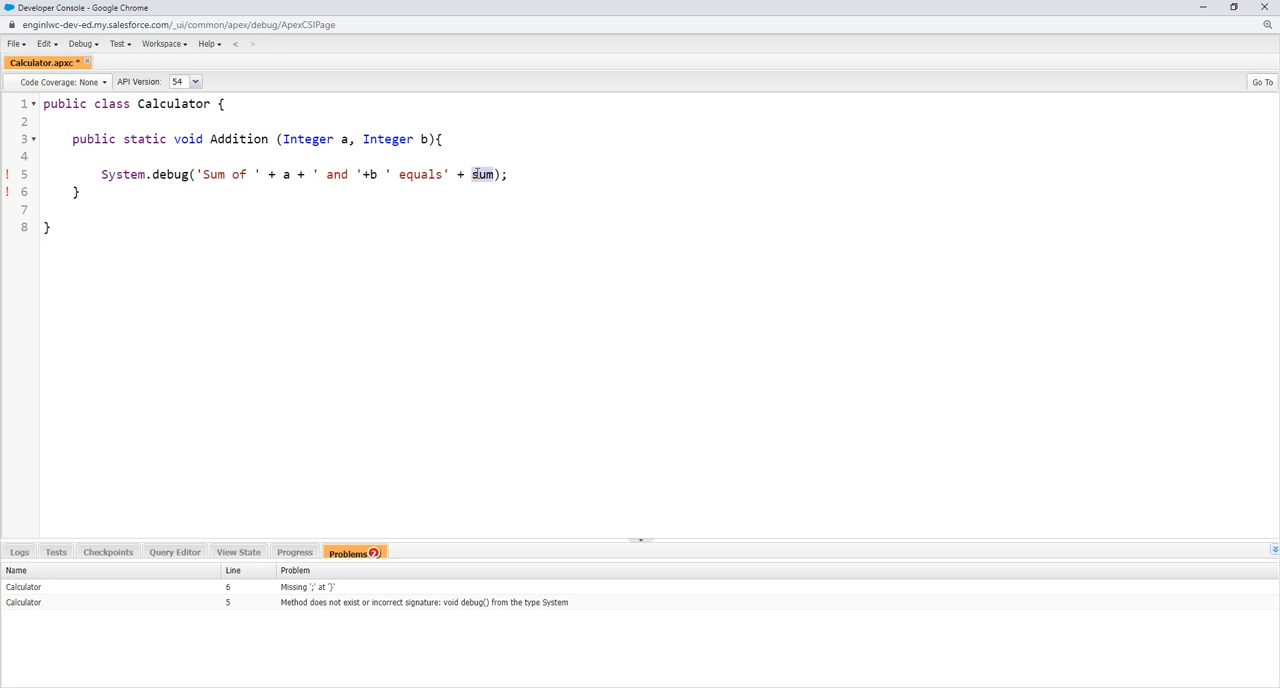 Developer Console - Google Chrome
enginlwc-dev-ed.my.salesforce.com/_ui/common/apex/debug/ApexCSIPage
File Edit Debug Test Workspace Help < >
Calculator.apxc *
Code Coverage: None API Version: 54 Go To
1 public class Calculator {
2
3 public static void Addition (Integer a, Integer b){
4
! 5 System.debug('Sum of ' + a + ' and '+b ' equals' + sum);
! 6 }
7
8 }
Logs Tests Checkpoints Query Editor View State Progress Problems 2
Name Line Problem
Calculator 6 Missing ';' at '}'
Calculator 5 Method does not exist or incorrect signature: void debug() from the type System